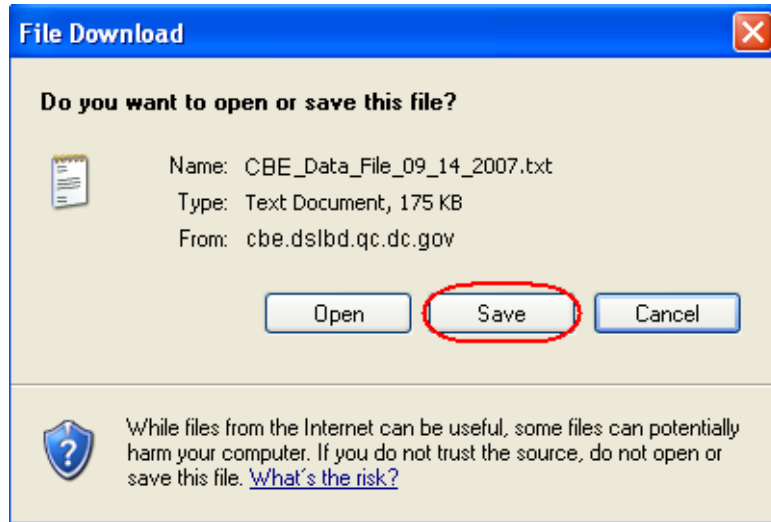 File Download
Do you want to open or save this file?
Name: CBE_Data_File_09_14_2007.txt
Type: Text Document, 175 KB
From: cbe.dslbd.qc.dc.gov
Open Save Cancel
While files from the Internet can be useful, some files can potentially
harm your computer. If you do not trust the source, do not open or
save this file. What's the risk?